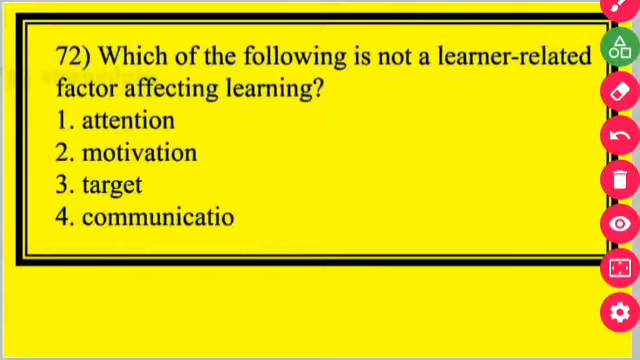 72) Which of the following is not a learner-related
factor affecting learning?
1. attention
2. motivation
3. target
4. communicatio